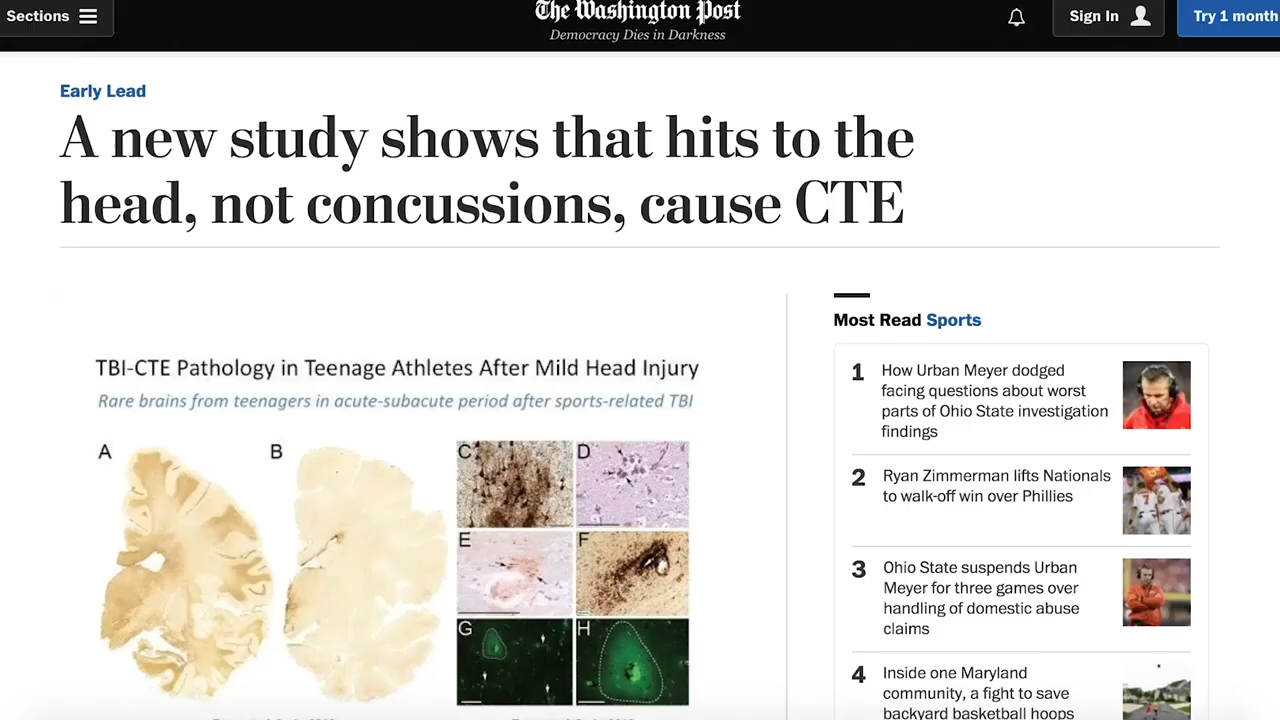 Sections
The Washington Post
Democracy Dies in Darkness
Sign In
Try 1 month
Early Lead
A new study shows that hits to the
head, not concussions, cause CTE
TBI-CTE Pathology in Teenage Athletes After Mild Head Injury
Rare brains from teenagers in acute-subacute period after sports-related TBI
A
B
C
D
E
F
G
H
Most Read Sports
1
How Urban Meyer dodged
facing questions about worst
parts of Ohio State investigation
findings
2
Ryan Zimmerman lifts Nationals
to walk-off win over Phillies
3
Ohio State suspends Urban
Meyer for three games over
handling of domestic abuse
claims
4
Inside one Maryland
community, a fight to save
backyard basketball hoops